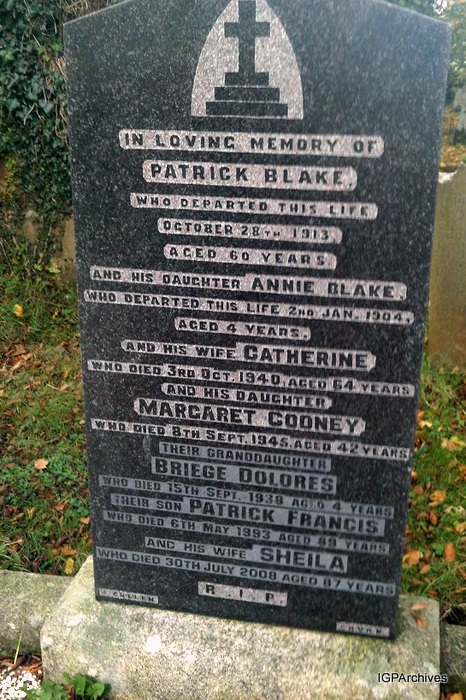 IN LOVING MEMORY OF
PATRICK BLAKE,
WHO DEPARTED THIS LIFE
OCTOBER 28TH 1913.
AGED 60 YEARS.
AND HIS DAUGHTER ANNIE BLAKE,
WHO DEPARTED THIS LIFE 2ND JAN. 1904,
AGED 4 YEARS.
AND HIS WIFE CATHERINE
WHO DIED 3RD OCT. 1940, AGED 64 YEARS
AND HIS DAUGHTER
MARGARET COONEY
WHO DIED 8TH SEPT. 1945. AGED 42 YEARS
THEIR GRANDDAUGHTER
BRIEGE DOLORES
WHO DIED 15TH SEPT. 1938 AGED 4 YEARS
THEIR SON PATRICK FRANCIS
WHO DIED 6TH MAY 1993 AGED 89 YEARS
AND HIS WIFE SHEILA
WHO DIED 30TH JULY 2008 AGED 87 YEARS
R. I. P.
CULLEN
NAVAN
IGPArchives